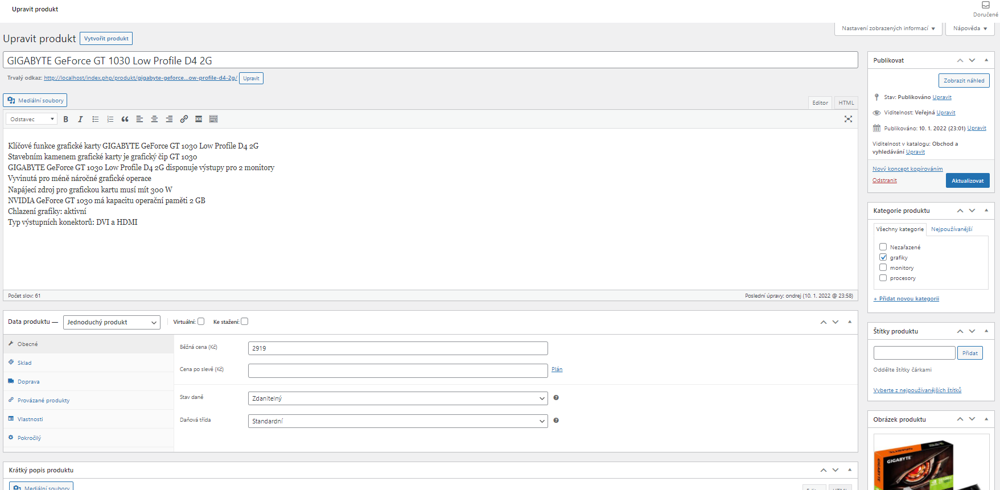 Upravit produkt
Doručené
Nastavení zobrazených informací
Nápověda
Upravit produkt
Vytvořit produkt
GIGABYTE GeForce GT 1030 Low Profile D4 2G
Trvalý odkaz: http://localhost/index.php/produkt/gigabyte-geforce...ow-profile-d4-2g/ Upravit
Mediální soubory
Editor HTML
Odstavec
Klíčové funkce grafické karty GIGABYTE GeForce GT 1030 Low Profile D4 2G
Stavebním kamenem grafické karty je grafický čip GT 1030
GIGABYTE GeForce GT 1030 Low Profile D4 2G disponuje výstupy pro 2 monitory
Vyvinutá pro méně náročné grafické operace
Napájecí zdroj pro grafickou kartu musí mít 300 W
NVIDIA GeForce GT 1030 má kapacitu operační paměti 2 GB
Chlazení grafiky: aktivní
Typ výstupních konektorů: DVI a HDMI
Počet slov: 61
Poslední úpravy: ondrej (10. 1. 2022 @ 23:58)
Data produktu — Jednoduchý produkt Virtuální: Ke stažení:
Obecné
Sklad
Doprava
Provázané produkty
Vlastnosti
Pokročilý
Běžná cena (Kč) 2919
Cena po slevě (Kč) Plán
Stav daně Zdanitelný
Daňová třída Standardní
Krátký popis produktu
Mediální soubory
Editor HTML
Publikovat
Zobrazit náhled
Stav: Publikováno Upravit
Viditelnost: Veřejná Upravit
Publikováno: 10. 1. 2022 (23:01) Upravit
Viditelnost v katalogu: Obchod a
vyhledávání Upravit
Nový koncept kopírováním
Odstranit
Aktualizovat
Kategorie produktu
Všechny kategorie Nejpoužívanější
Nezařazené
grafiky
monitory
procesory
+ Přidat novou kategorii
Štítky produktu
Přidat
Oddělte štítky čárkami
Vyberte z nejpoužívanějších štítků
Obrázek produktu
GIGABYTE
GIGABYTE